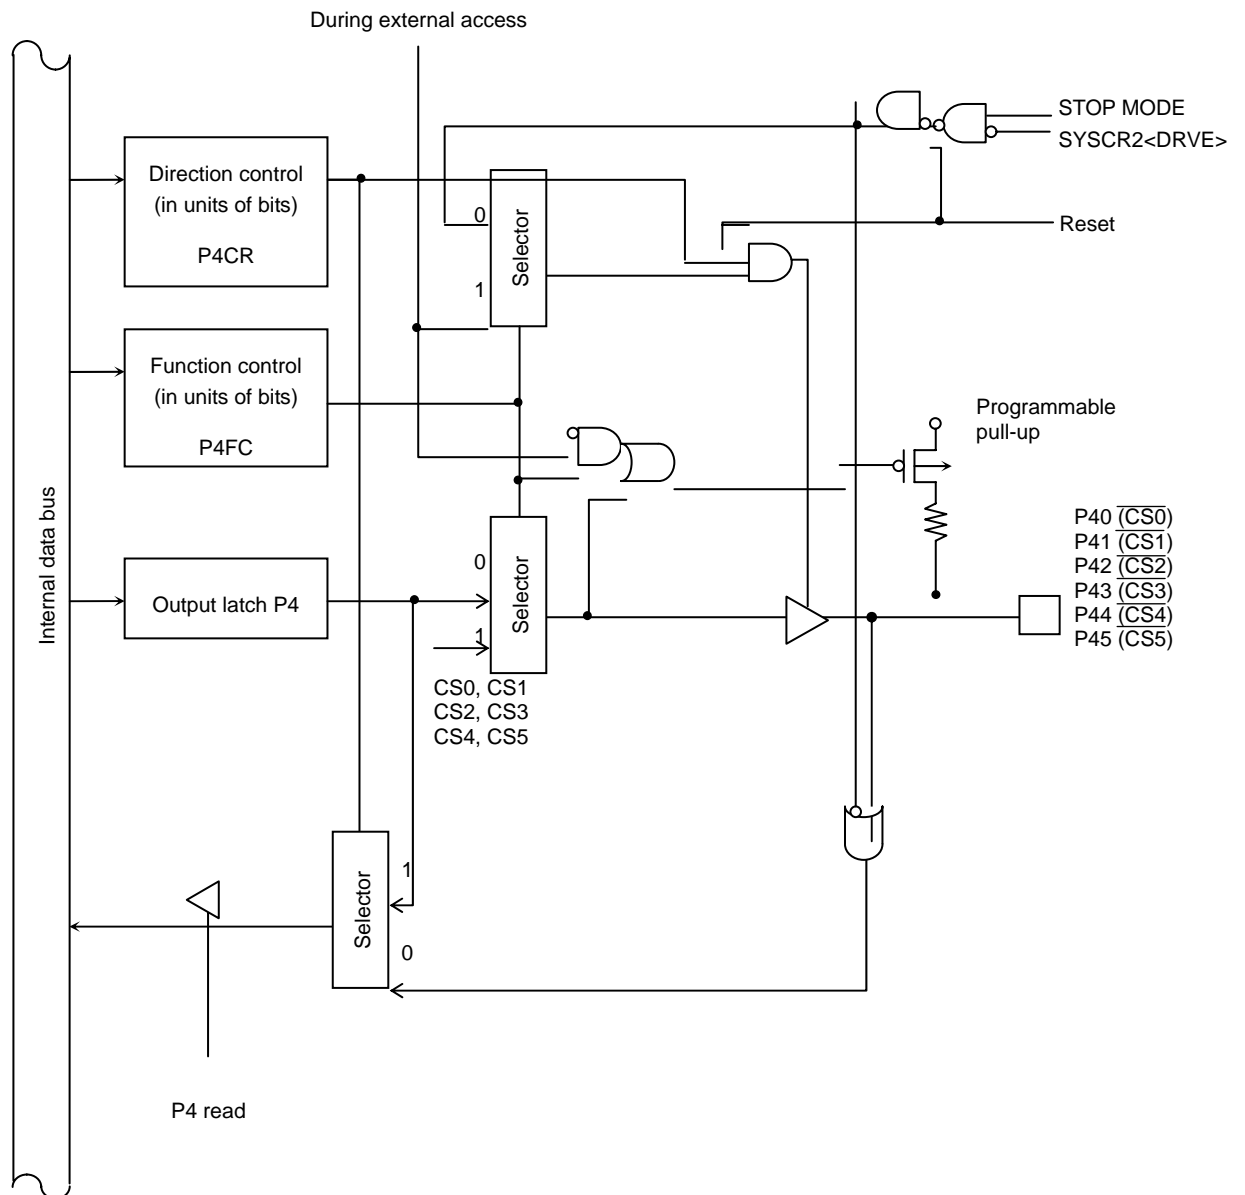 During external access
STOP MODE
SYSCR2<DRVE>
Direction control
(in units of bits)
P4CR
0
Selector
1
Reset
Function control
(in units of bits)
P4FC
Programmable
pull-up
Internal data bus
Output latch P4
0
Selector
1
CS0, CS1
CS2, CS3
CS4, CS5
P40 (CS0)
P41 (CS1)
P42 (CS2)
P43 (CS3)
P44 (CS4)
P45 (CS5)
1
Selector
0
P4 read